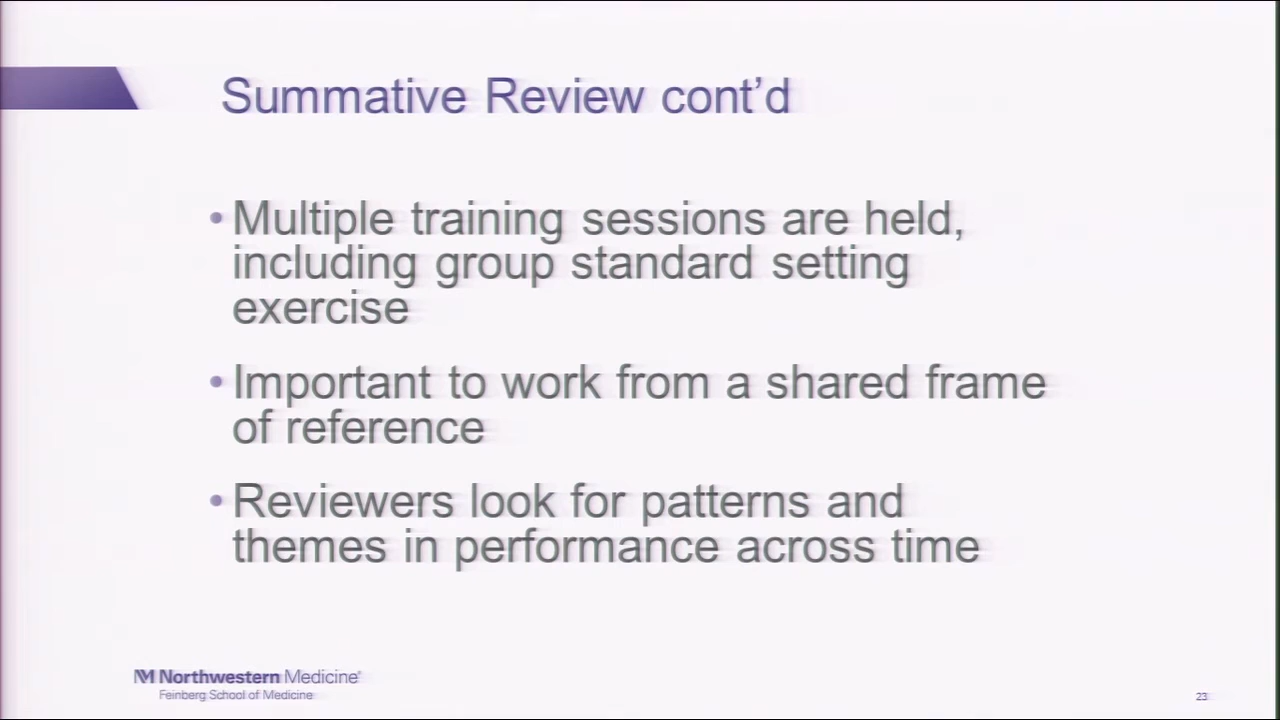 Summative Review cont’d
• Multiple training sessions are held,
including group standard setting
exercise
• Important to work from a shared frame
of reference
• Reviewers look for patterns and
themes in performance across time
NM Northwestern Medicine®
Feinberg School of Medicine
23